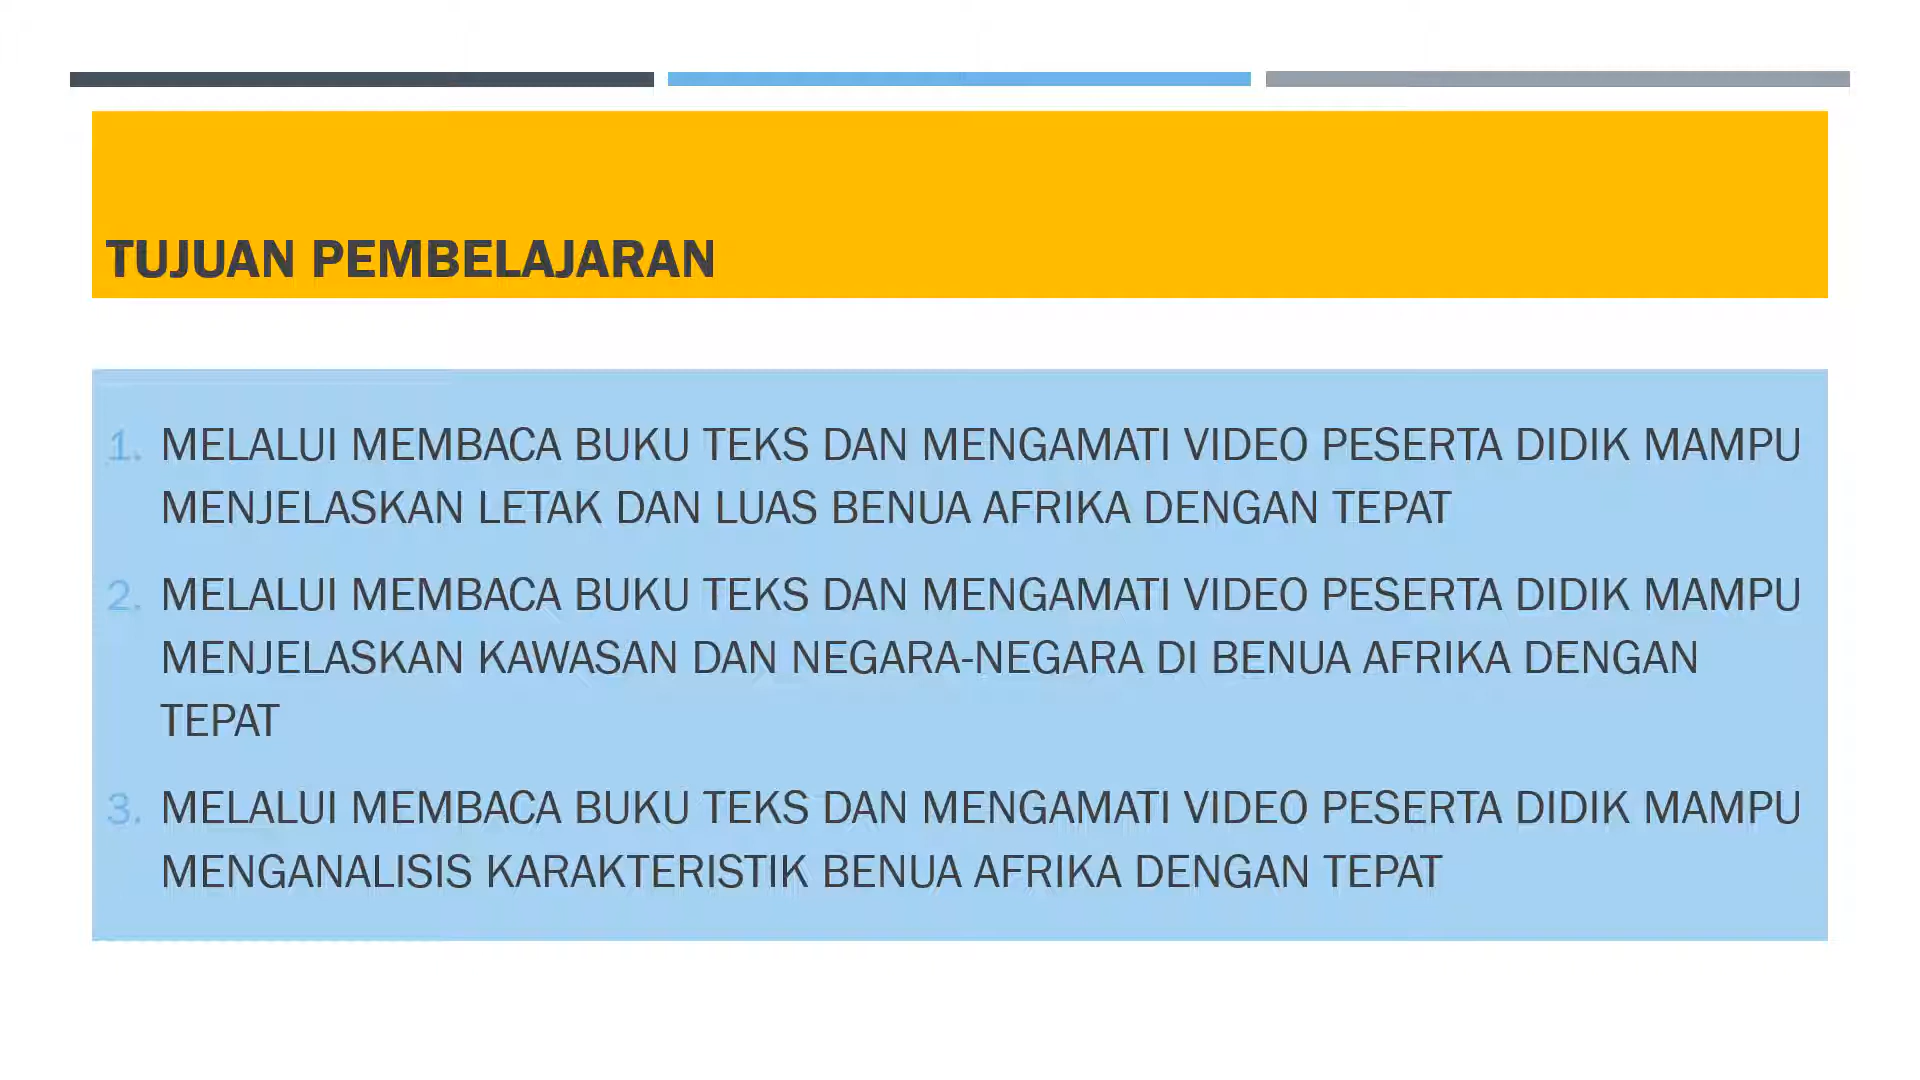 TUJUAN PEMBELAJARAN
1. MELALUI MEMBACA BUKU TEKS DAN MENGAMATI VIDEO PESERTA DIDIK MAMPU
MENJELASKAN LETAK DAN LUAS BENUA AFRIKA DENGAN TEPAT
2. MELALUI MEMBACA BUKU TEKS DAN MENGAMATI VIDEO PESERTA DIDIK MAMPU
MENJELASKAN KAWASAN DAN NEGARA-NEGARA DI BENUA AFRIKA DENGAN
TEPAT
3. MELALUI MEMBACA BUKU TEKS DAN MENGAMATI VIDEO PESERTA DIDIK MAMPU
MENGANALISIS KARAKTERISTIK BENUA AFRIKA DENGAN TEPAT